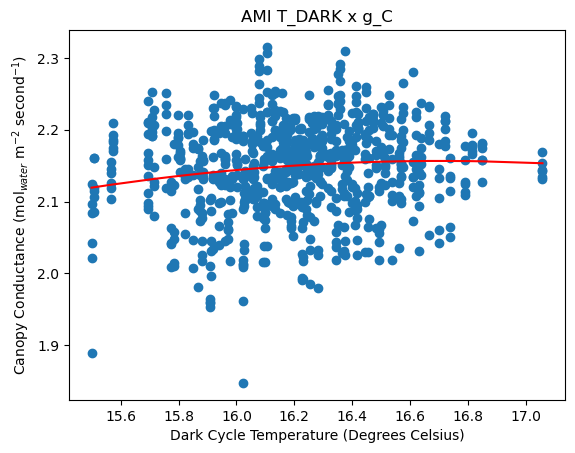 AMI T_DARK x g_C
Canopy Conductance (mol$_{water}$ m$^{-2}$ second$^{-1}$)
2.3
2.2
2.1
2.0
1.9
15.6 15.8 16.0 16.2 16.4 16.6 16.8 17.0
Dark Cycle Temperature (Degrees Celsius)